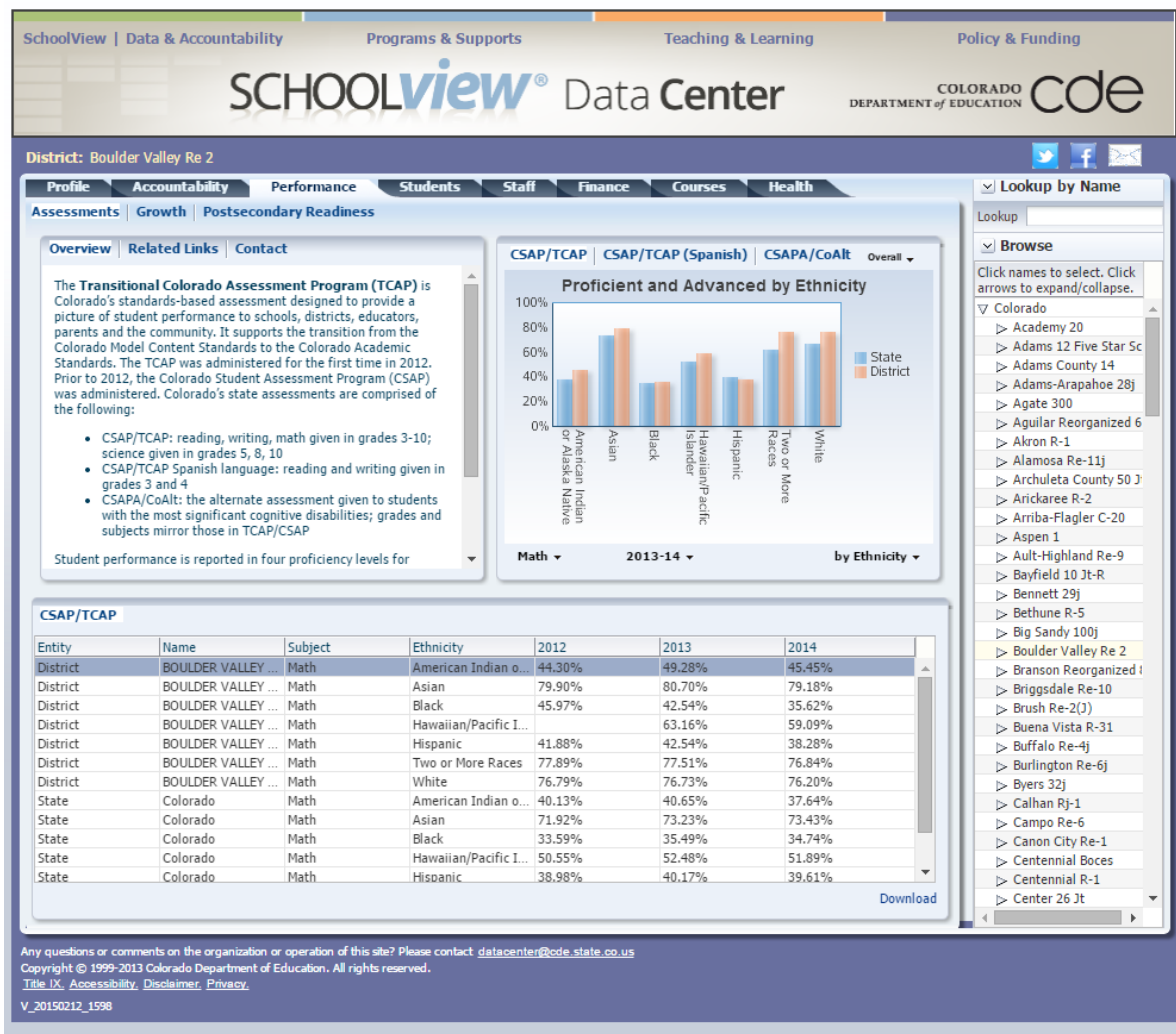 SchoolView | Data & Accountability Programs & Supports Teaching & Learning Policy & Funding
SCHOOLVIEW® Data Center
COLORADO DEPARTMENT of EDUCATION cde
District: Boulder Valley Re 2
Profile Accountability Performance Students Staff Finance Courses Health
Assessments Growth Postsecondary Readiness
Overview Related Links Contact
The Transitional Colorado Assessment Program (TCAP) is
Colorado's standards-based assessment designed to provide a
picture of student performance to schools, districts, educators,
parents and the community. It supports the transition from the
Colorado Model Content Standards to the Colorado Academic
Standards. The TCAP was administered for the first time in 2012.
Prior to 2012, the Colorado Student Assessment Program (CSAP)
was administered. Colorado's state assessments are comprised of
the following:
• CSAP/TCAP: reading, writing, math given in grades 3-10;
science given in grades 5, 8, 10
• CSAP/TCAP Spanish language: reading and writing given in
grades 3 and 4
• CSAPA/CoAlt: the alternate assessment given to students
with the most significant cognitive disabilities; grades and
subjects mirror those in TCAP/CSAP
Student performance is reported in four proficiency levels for
CSAP/TCAP CSAP/TCAP (Spanish) CSAPA/CoAlt Overall
Proficient and Advanced by Ethnicity
100%
80%
60%
40%
20%
0%
American Indian or Alaska Native
Asian
Black
Hawaiian/Pacific Islander
Hispanic
Two or More Races
White
State
District
Math 2013-14 by Ethnicity
CSAP/TCAP
Entity Name Subject Ethnicity 2012 2013 2014
District BOULDER VALLEY ... Math American Indian o... 44.30% 49.28% 45.45%
District BOULDER VALLEY ... Math Asian 79.90% 80.70% 79.18%
District BOULDER VALLEY ... Math Black 45.97% 42.54% 35.62%
District BOULDER VALLEY ... Math Hawaiian/Pacific I... 63.16% 59.09%
District BOULDER VALLEY ... Math Hispanic 41.88% 42.54% 38.28%
District BOULDER VALLEY ... Math Two or More Races 77.89% 77.51% 76.84%
District BOULDER VALLEY ... Math White 76.79% 76.73% 76.20%
State Colorado Math American Indian o... 40.13% 40.65% 37.64%
State Colorado Math Asian 71.92% 73.23% 73.43%
State Colorado Math Black 33.59% 35.49% 34.74%
State Colorado Math Hawaiian/Pacific I... 50.55% 52.48% 51.89%
State Colorado Math Hispanic 38.98% 40.17% 39.61%
Download
Lookup by Name
Lookup
Browse
Click names to select. Click
arrows to expand/collapse.
Colorado
Academy 20
Adams 12 Five Star Sc
Adams County 14
Adams-Arapahoe 28j
Agate 300
Aguilar Reorganized 6
Akron R-1
Alamosa Re-11j
Archuleta County 50 J
Arickaree R-2
Arriba-Flagler C-20
Aspen 1
Ault-Highland Re-9
Bayfield 10 Jt-R
Bennett 29j
Bethune R-5
Big Sandy 100j
Boulder Valley Re 2
Branson Reorganized
Briggsdale Re-10
Brush Re-2(J)
Buena Vista R-31
Buffalo Re-4j
Burlington Re-6j
Byers 32j
Calhan Rj-1
Campo Re-6
Canon City Re-1
Centennial Boces
Centennial R-1
Center 26 Jt
Any questions or comments on the organization or operation of this site? Please contact datacenter@cde.state.co.us
Copyright © 1999-2013 Colorado Department of Education. All rights reserved.
Title IX. Accessibility. Disclaimer. Privacy.
V_20150212_1598